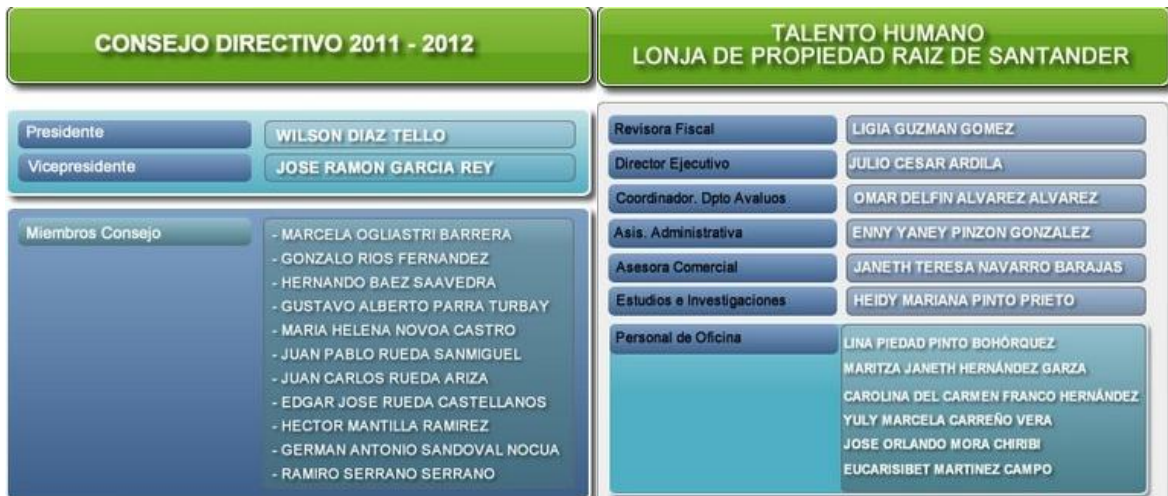 CONSEJO DIRECTIVO 2011 - 2012
Presidente
WILSON DIAZ TELLO
Vicepresidente
JOSE RAMON GARCIA REY
Miembros Consejo
- MARCELA OGLIASTRI BARRERA
- GONZALO RIOS FERNANDEZ
- HERNANDO BAEZ SAAVEDRA
- GUSTAVO ALBERTO PARRA TURBAY
- MARIA HELENA NOVOA CASTRO
- JUAN PABLO RUEDA SANMIGUEL
- JUAN CARLOS RUEDA ARIZA
- EDGAR JOSE RUEDA CASTELLANOS
- HECTOR MANTILLA RAMIREZ
- GERMAN ANTONIO SANDOVAL NOCUA
- RAMIRO SERRANO SERRANO
TALENTO HUMANO
LONJA DE PROPIEDAD RAIZ DE SANTANDER
Revisora Fiscal
LIGIA GUZMAN GOMEZ
Director Ejecutivo
JULIO CESAR ARDILA
Coordinador. Dpto Avaluos
OMAR DELFIN ALVAREZ ALVAREZ
Asis. Administrativa
ENNY YANEY PINZON GONZALEZ
Asesora Comercial
JANETH TERESA NAVARRO BARAJAS
Estudios e Investigaciones
HEIDY MARIANA PINTO PRIETO
Personal de Oficina
LINA PIEDAD PINTO BOHÓRQUEZ
MARITZA JANETH HERNÁNDEZ GARZA
CAROLINA DEL CARMEN FRANCO HERNÁNDEZ
YULY MARCELA CARREÑO VERA
JOSE ORLANDO MORA CHIRIBI
EUCARISIBET MARTINEZ CAMPO